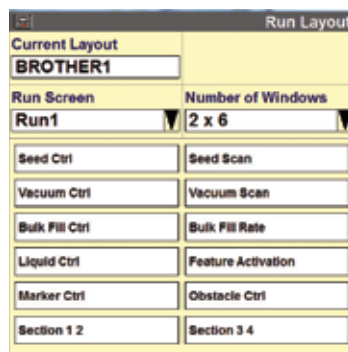 Run Layout
Current Layout
BROTHER1
Run Screen Number of Windows
Run1 2 x 6
Seed Ctrl Seed Scan
Vacuum Ctrl Vacuum Scan
Bulk Fill Ctrl Bulk Fill Rate
Liquid Ctrl Feature Activation
Marker Ctrl Obstacle Ctrl
Section 1 2 Section 3 4